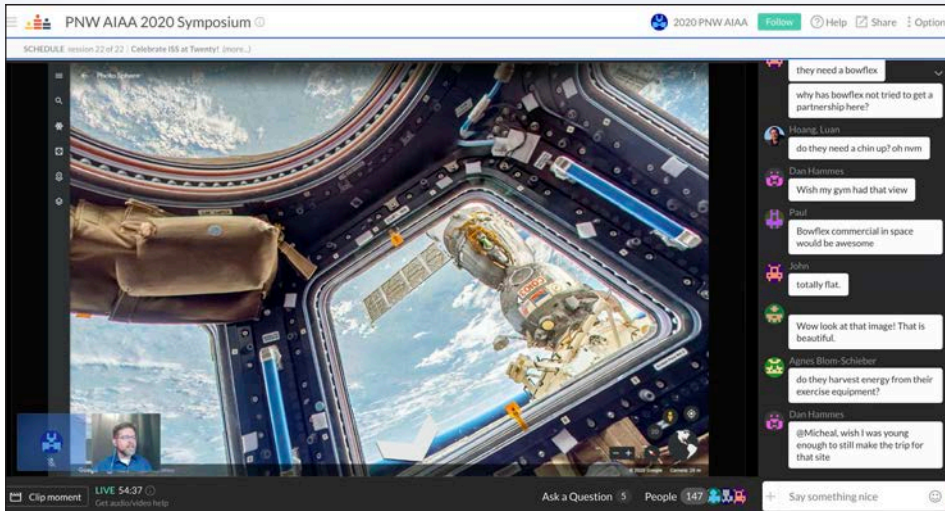 PNW AIAA 2020 Symposium
2020 PNW AIAA
Follow
Help
Share
Option
SCHEDULE session 22 of 22 | Celebrate ISS at Twenty! (more...)
Photo Sphere
they need a bowflex
why has bowflex not tried to get a
partnership here?
Hoang, Luan
do they need a chin up? oh nvm
Dan Hammes
Wish my gym had that view
Paul
Bowflex commercial in space
would be awesome
John
totally flat.
Wow look at that image! That is
beautiful.
Agnes Blom-Schieber
do they harvest energy from their
exercise equipment?
Dan Hammes
@Micheal, wish I was young
enough to still make the trip for
that site
© 2020 Google
Clip moment
LIVE 54:37
Get audio/video help
Ask a Question 5
People 147
Say something nice